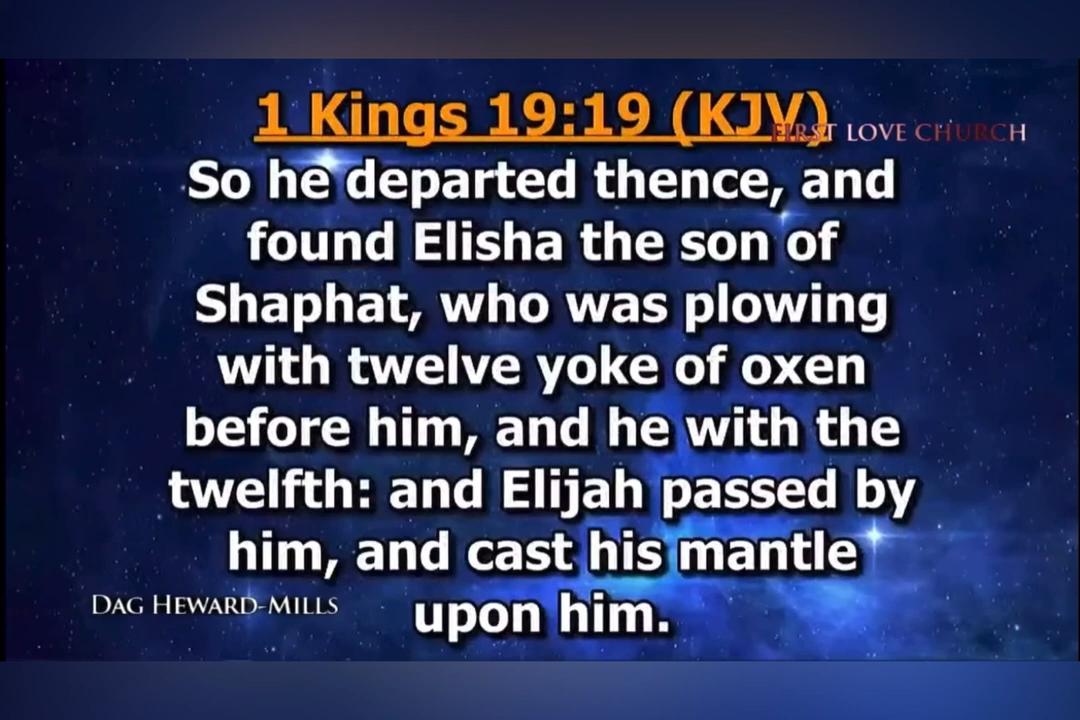 1 Kings 19:19 (KJV)
FIRST LOVE CHURCH
So he departed thence, and
found Elisha the son of
Shaphat, who was plowing
with twelve yoke of oxen
before him, and he with the
twelfth: and Elijah passed by
him, and cast his mantle
upon him.
DAG HEWARD-MILLS